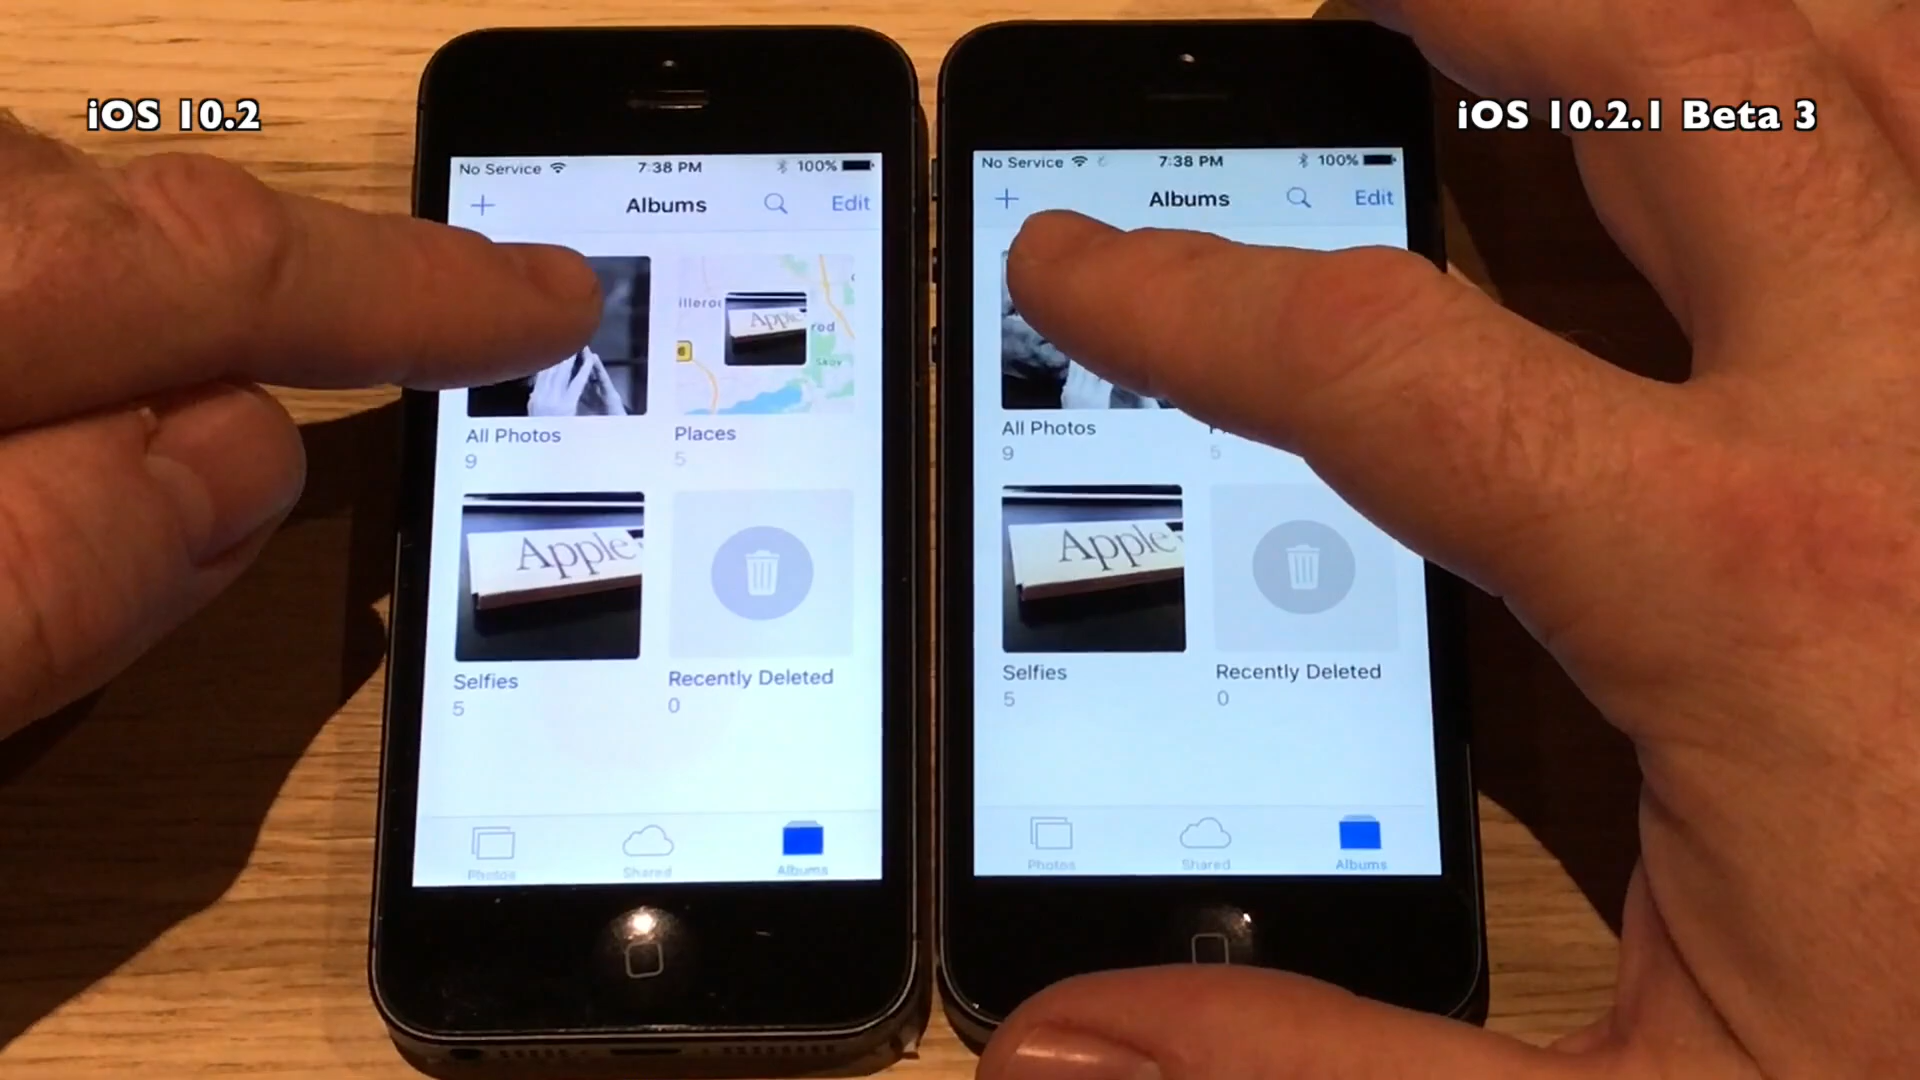 iOS 10.2
iOS 10.2.1 Beta 3
No Service 7:38 PM 100%
+ Albums Edit
illero
Apple
rod
All Photos
9
Places
5
Apple
Selfies
5
Recently Deleted
0
Photos Shared Albums
No Service 7:38 PM 100%
+ Albums Edit
All Photos
9
5
Apple
Selfies
5
Recently Deleted
0
Photos Shared Albums